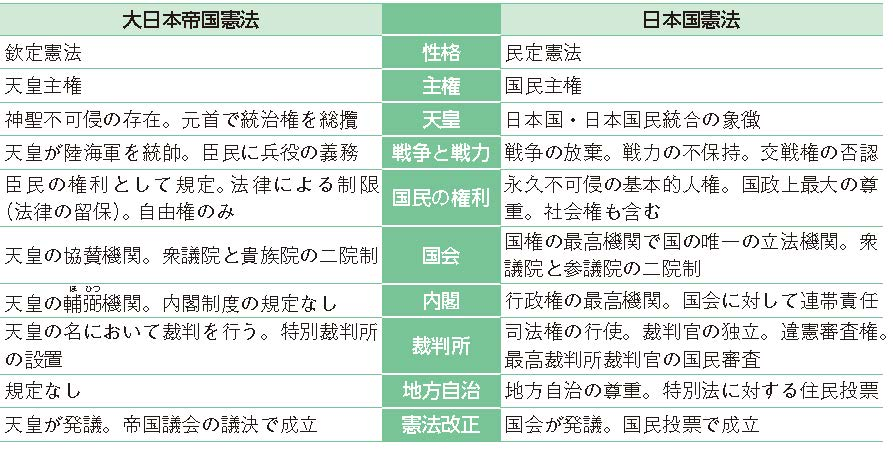 大日本帝国憲法 日本国憲法
欽定憲法 性格 民定憲法
天皇主権 主権 国民主権
神聖不可侵の存在。元首で統治権を総攬 天皇 日本国・日本国民統合の象徴
天皇が陸海軍を統帥。臣民に兵役の義務 戦争と戦力 戦争の放棄。戦力の不保持。交戦権の否認
臣民の権利として規定。法律による制限
(法律の留保)。自由権のみ
国民の権利
永久不可侵の基本的人権。国政上最大の尊
重。社会権も含む
天皇の協賛機関。衆議院と貴族院の二院制
国会
国権の最高機関で国の唯一の立法機関。衆
議院と参議院の二院制
ほ ひつ
天皇の輔弼機関。内閣制度の規定なし 内閣 行政権の最高機関。国会に対して連帯責任
天皇の名において裁判を行う。特別裁判所
の設置
裁判所
司法権の行使。裁判官の独立。違憲審査権。
最高裁判所裁判官の国民審査
規定なし 地方自治 地方自治の尊重。特別法に対する住民投票
天皇が発議。帝国議会の議決で成立 憲法改正 国会が発議。国民投票で成立